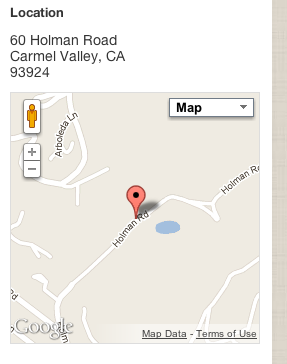 Location
60 Holman Road
Carmel Valley, CA
93924
Map
Arboleda Ln
Holman Rd
Holman Rd
Google
Map Data - Terms of Use